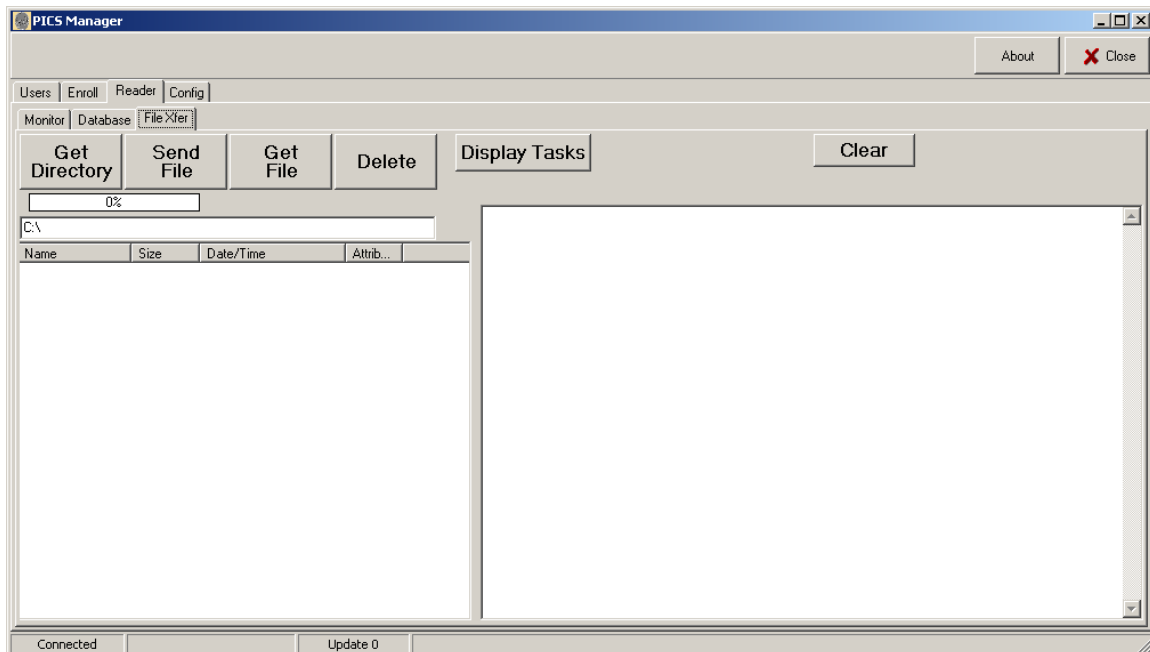 PICS Manager
About
Close
Users
Enroll
Reader
Config
Monitor
Database
File Xfer
Get
Directory
Send
File
Get
File
Delete
Display Tasks
Clear
0%
C:\
Name
Size
Date/Time
Attrib...
Connected
Update 0